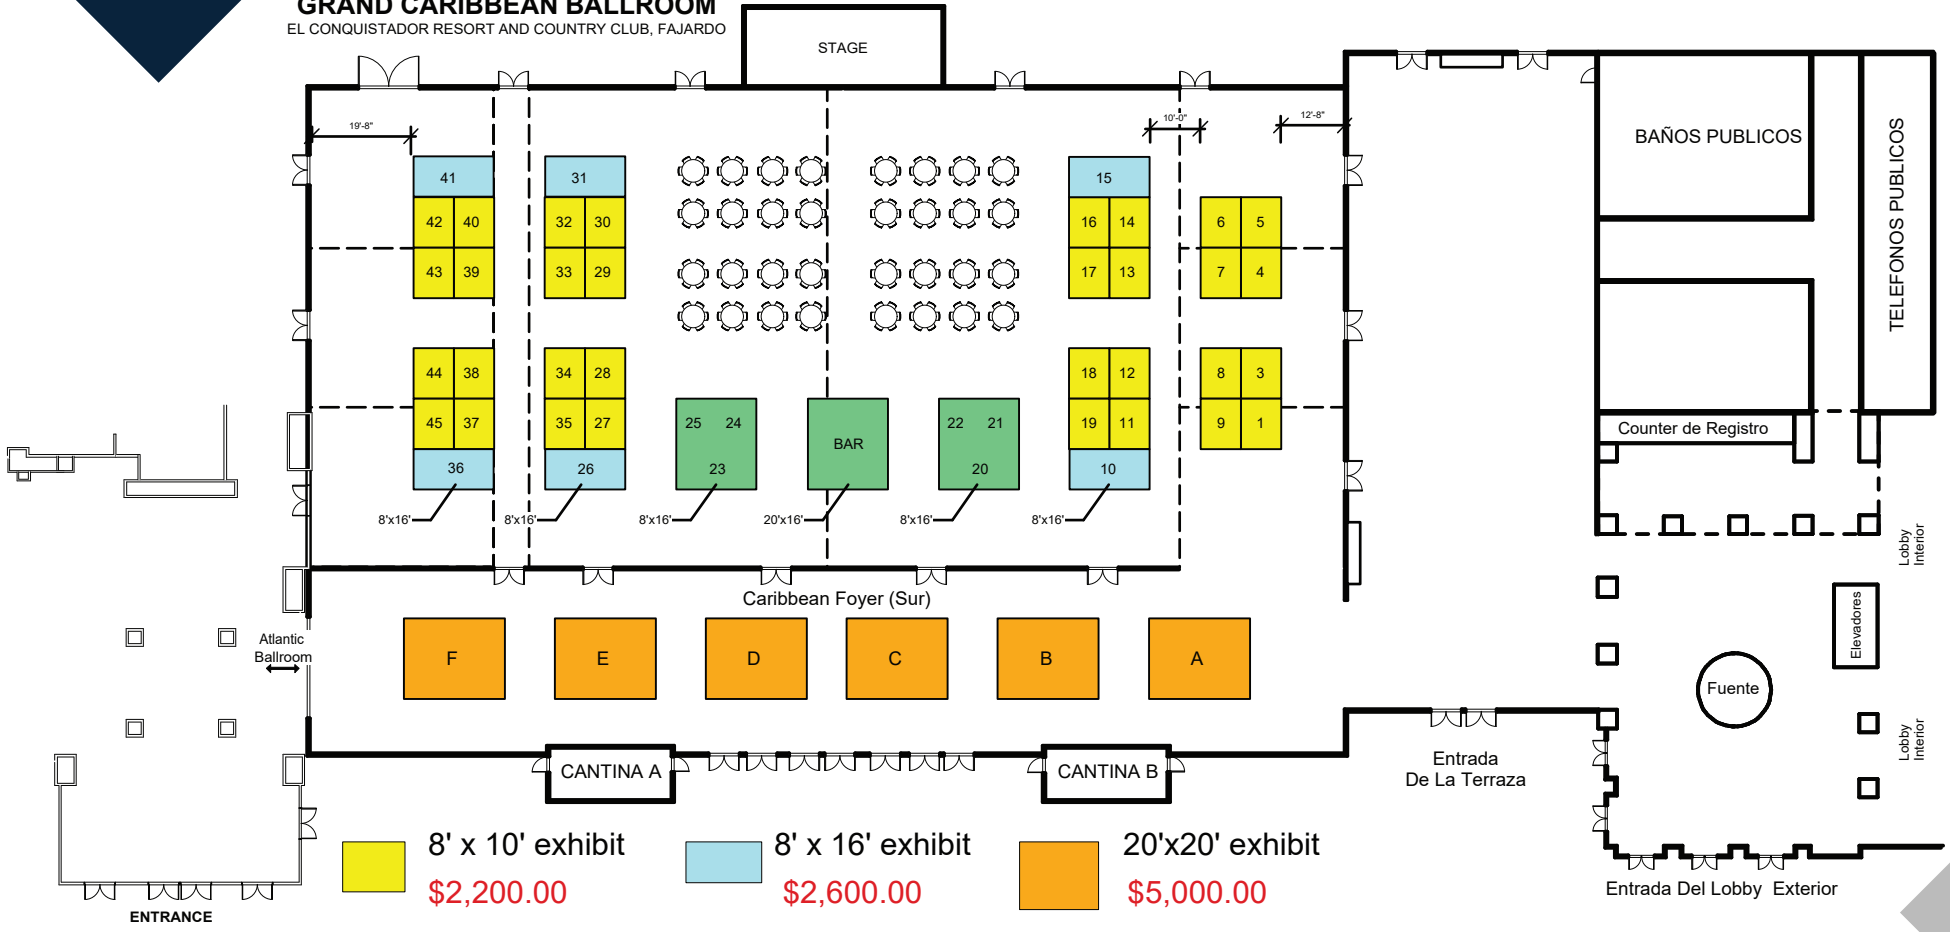 GRAND CARIBBEAN BALLROOM
EL CONQUISTADOR RESORT AND COUNTRY CLUB, FAJARDO
STAGE
19'-8"
10'-0"
12'-8"
BAÑOS PUBLICOS
TELEFONOS PUBLICOS
41
31
15
42 40
32 30
16 14
6 5
43 39
33 29
17 13
7 4
44 38
34 28
18 12
8 3
45 37
35 27
25 24
BAR
22 21
19 11
9 1
Counter de Registro
36
26
23
20
10
8'x16'
8'x16'
8'x16'
20'x16'
8'x16'
8'x16'
Lobby
Interior
Caribbean Foyer (Sur)
Elevadores
Atlantic
Ballroom
F
E
D
C
B
A
Fuente
Lobby
Interior
CANTINA A
CANTINA B
Entrada
De La Terraza
8' x 10' exhibit
$2,200.00
8' x 16' exhibit
$2,600.00
20'x20' exhibit
$5,000.00
Entrada Del Lobby Exterior
ENTRANCE